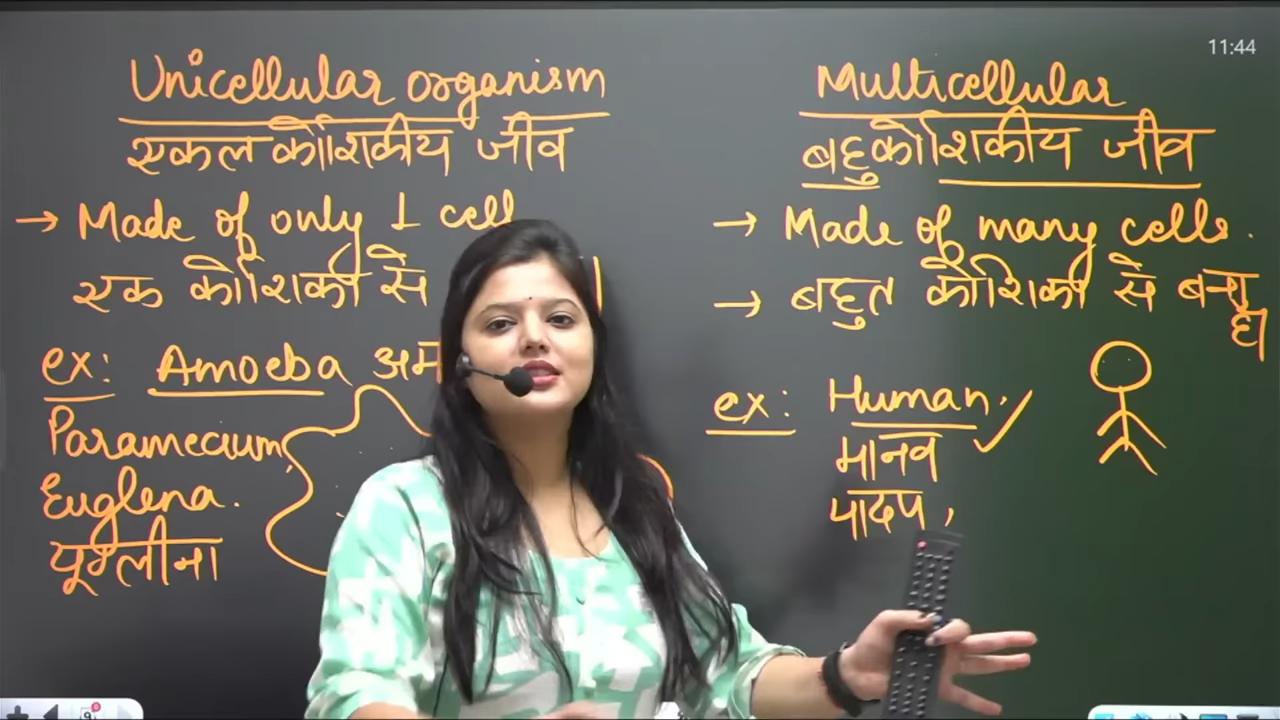 11:44
Unicellular organism
एकल कोशिकीय जीव
→ Made of only 1 cell
एक कोशिकी से
ex: Amoeba अम
Paramecium,
Euglena.
यूग्लीना
Multicellular
बहुकोशिकीय जीव
→ Made of many cells.
→ बहुत कोशिकी से
ex: Human,
मानव
पादप,